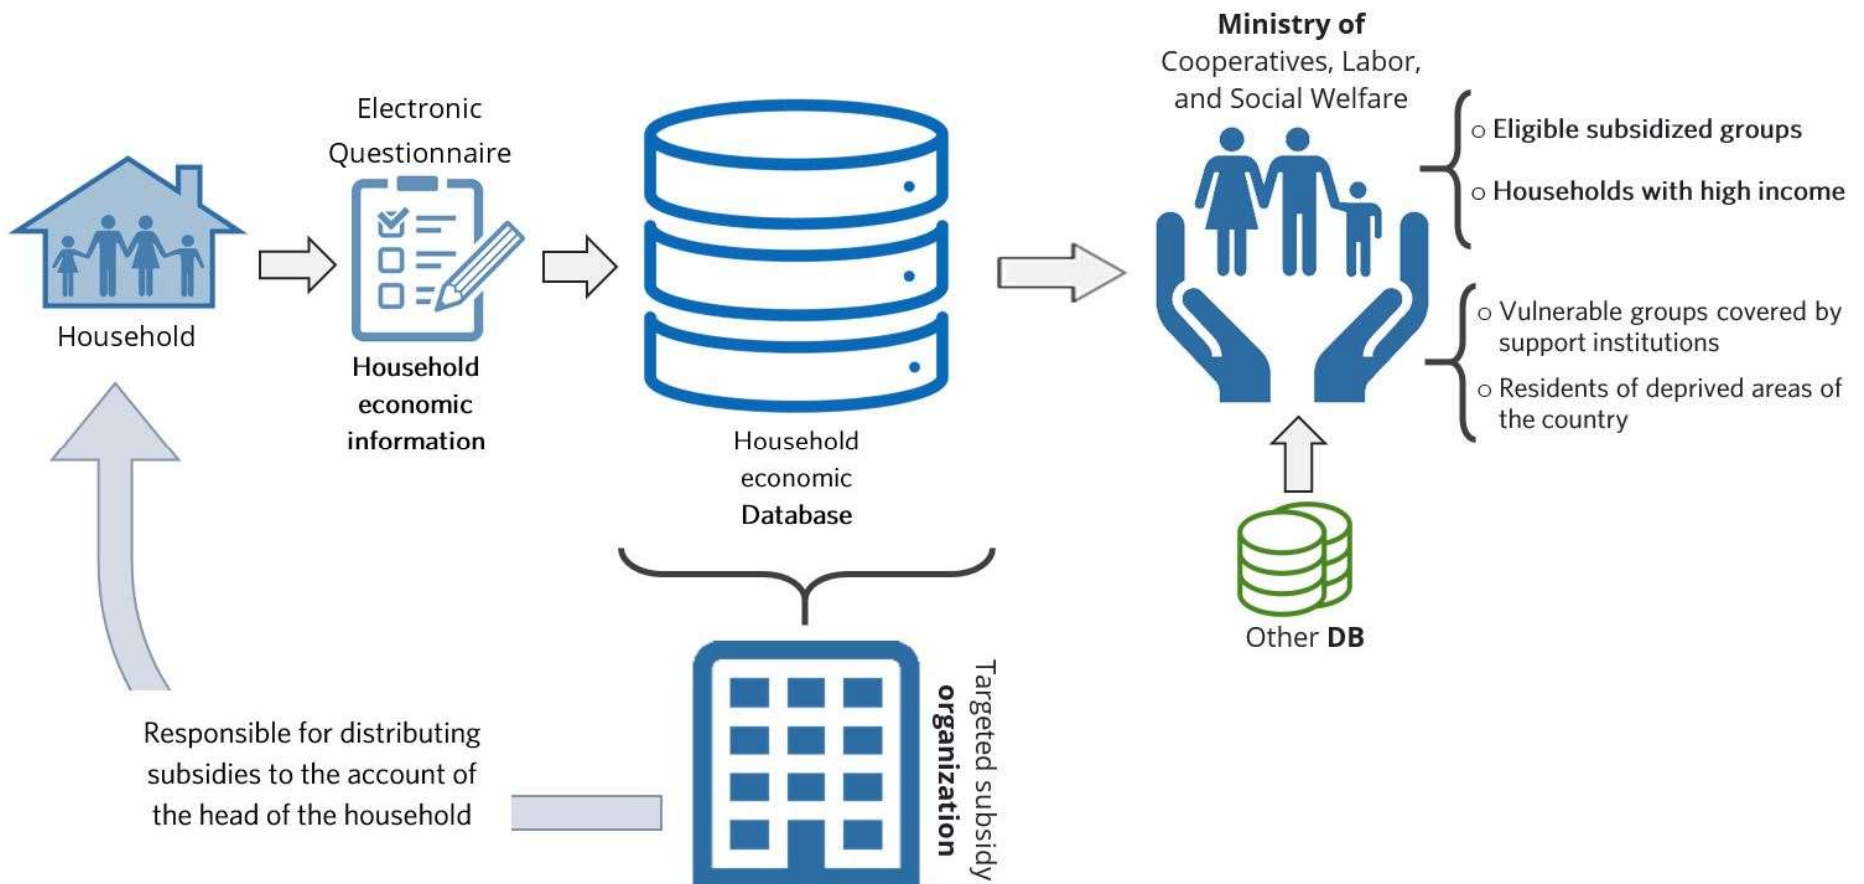 Ministry of
Cooperatives, Labor,
and Social Welfare
Electronic
Questionnaire
○ Eligible subsidized groups
○ Households with high income
Household
Household
economic
information
○ Vulnerable groups covered by
support institutions
○ Residents of deprived areas of
the country
Household
economic
Database
Other DB
Targeted subsidy
organization
Responsible for distributing
subsidies to the account of
the head of the household